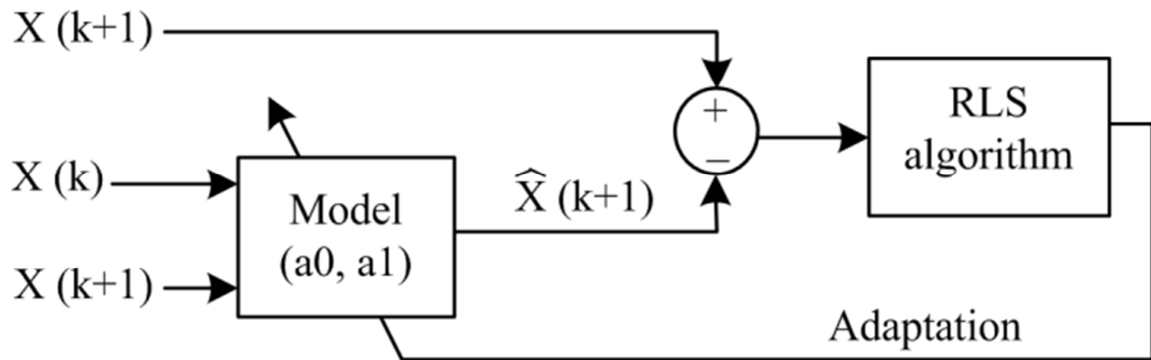 X (k+1)
+
−
RLS
algorithm
X (k)
Model
(a0, a1)
X̂ (k+1)
X (k+1)
Adaptation